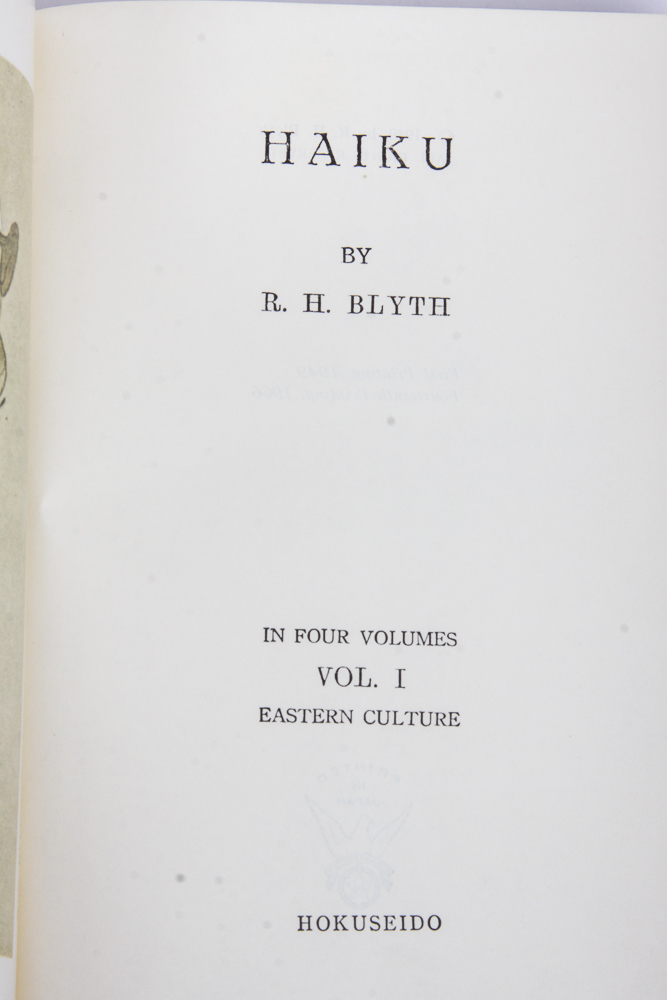 HAIKU
BY
R. H. BLYTH
IN FOUR VOLUMES
VOL. I
EASTERN CULTURE
HOKUSEIDO